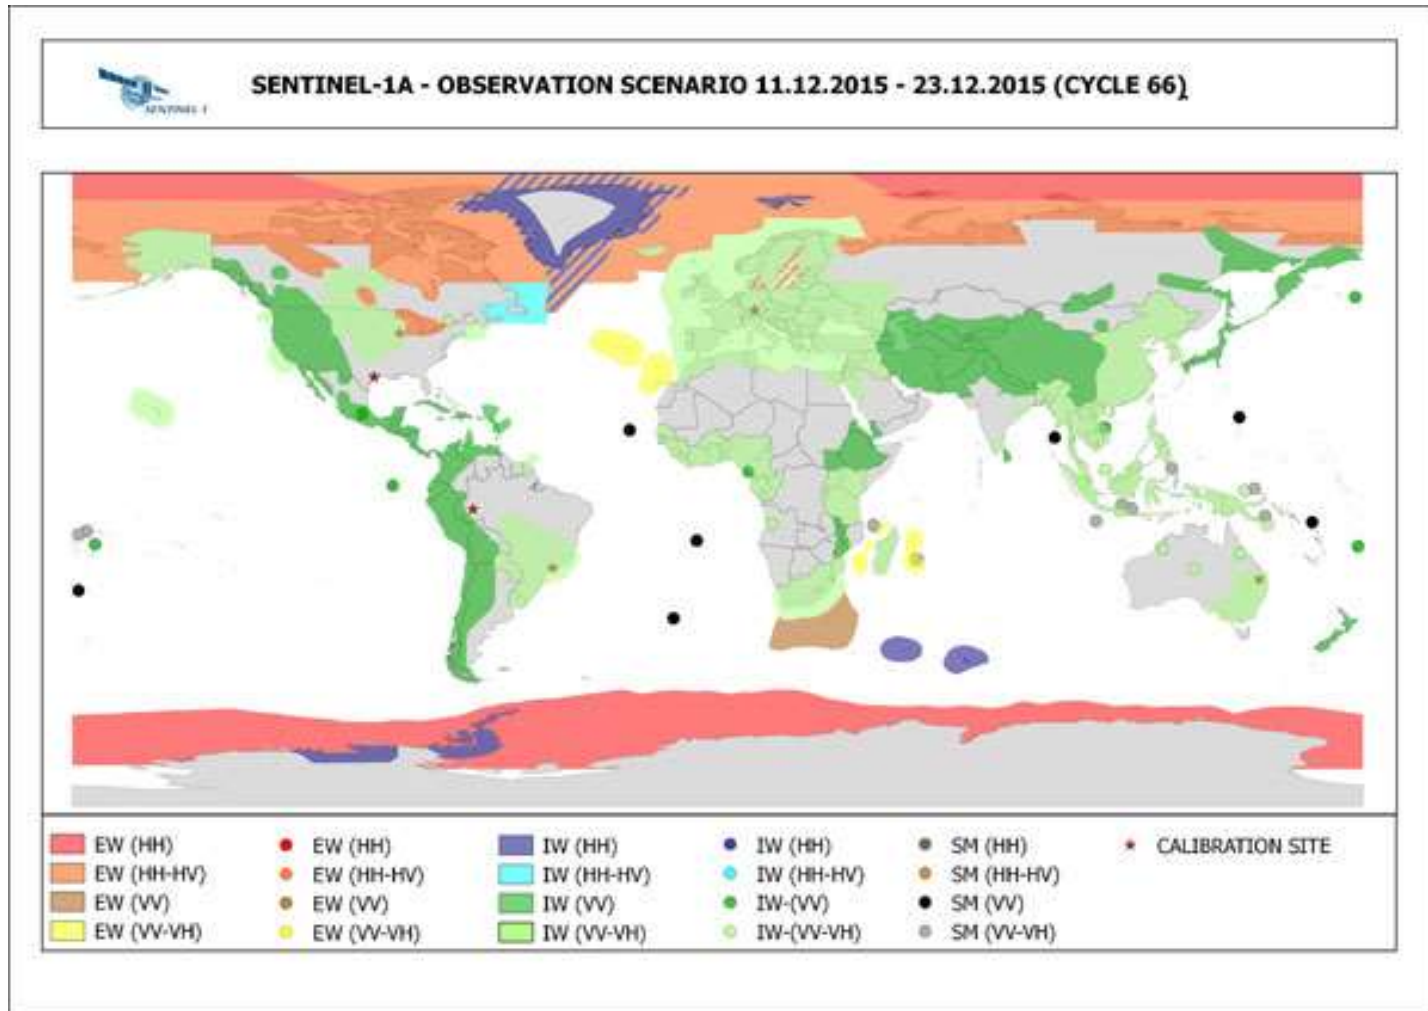 SENTINEL-1
SENTINEL-1A - OBSERVATION SCENARIO 11.12.2015 - 23.12.2015 (CYCLE 66)
EW (HH)
EW (HH)
IW (HH)
IW (HH)
SM (HH)
CALIBRATION SITE
EW (HH-HV)
EW (HH-HV)
IW (HH-HV)
IW (HH-HV)
SM (HH-HV)
EW (VV)
EW (VV)
IW (VV)
IW-(VV)
SM (VV)
EW (VV-VH)
EW (VV-VH)
IW (VV-VH)
IW-(VV-VH)
SM (VV-VH)